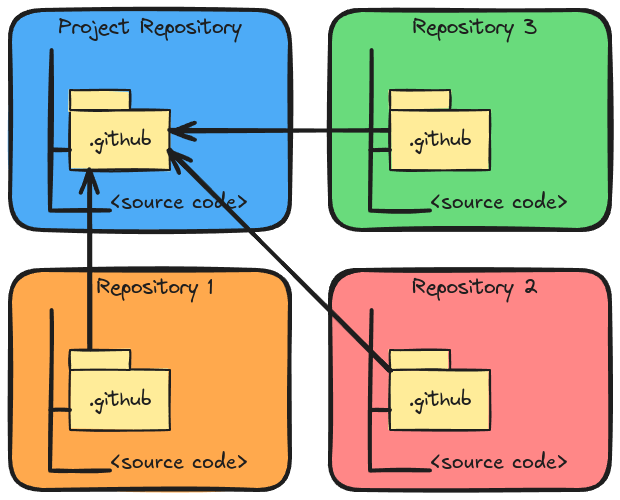 Project Repository
.github
<source code>
Repository 3
.github
<source code>
Repository 1
.github
<source code>
Repository 2
.github
<source code>